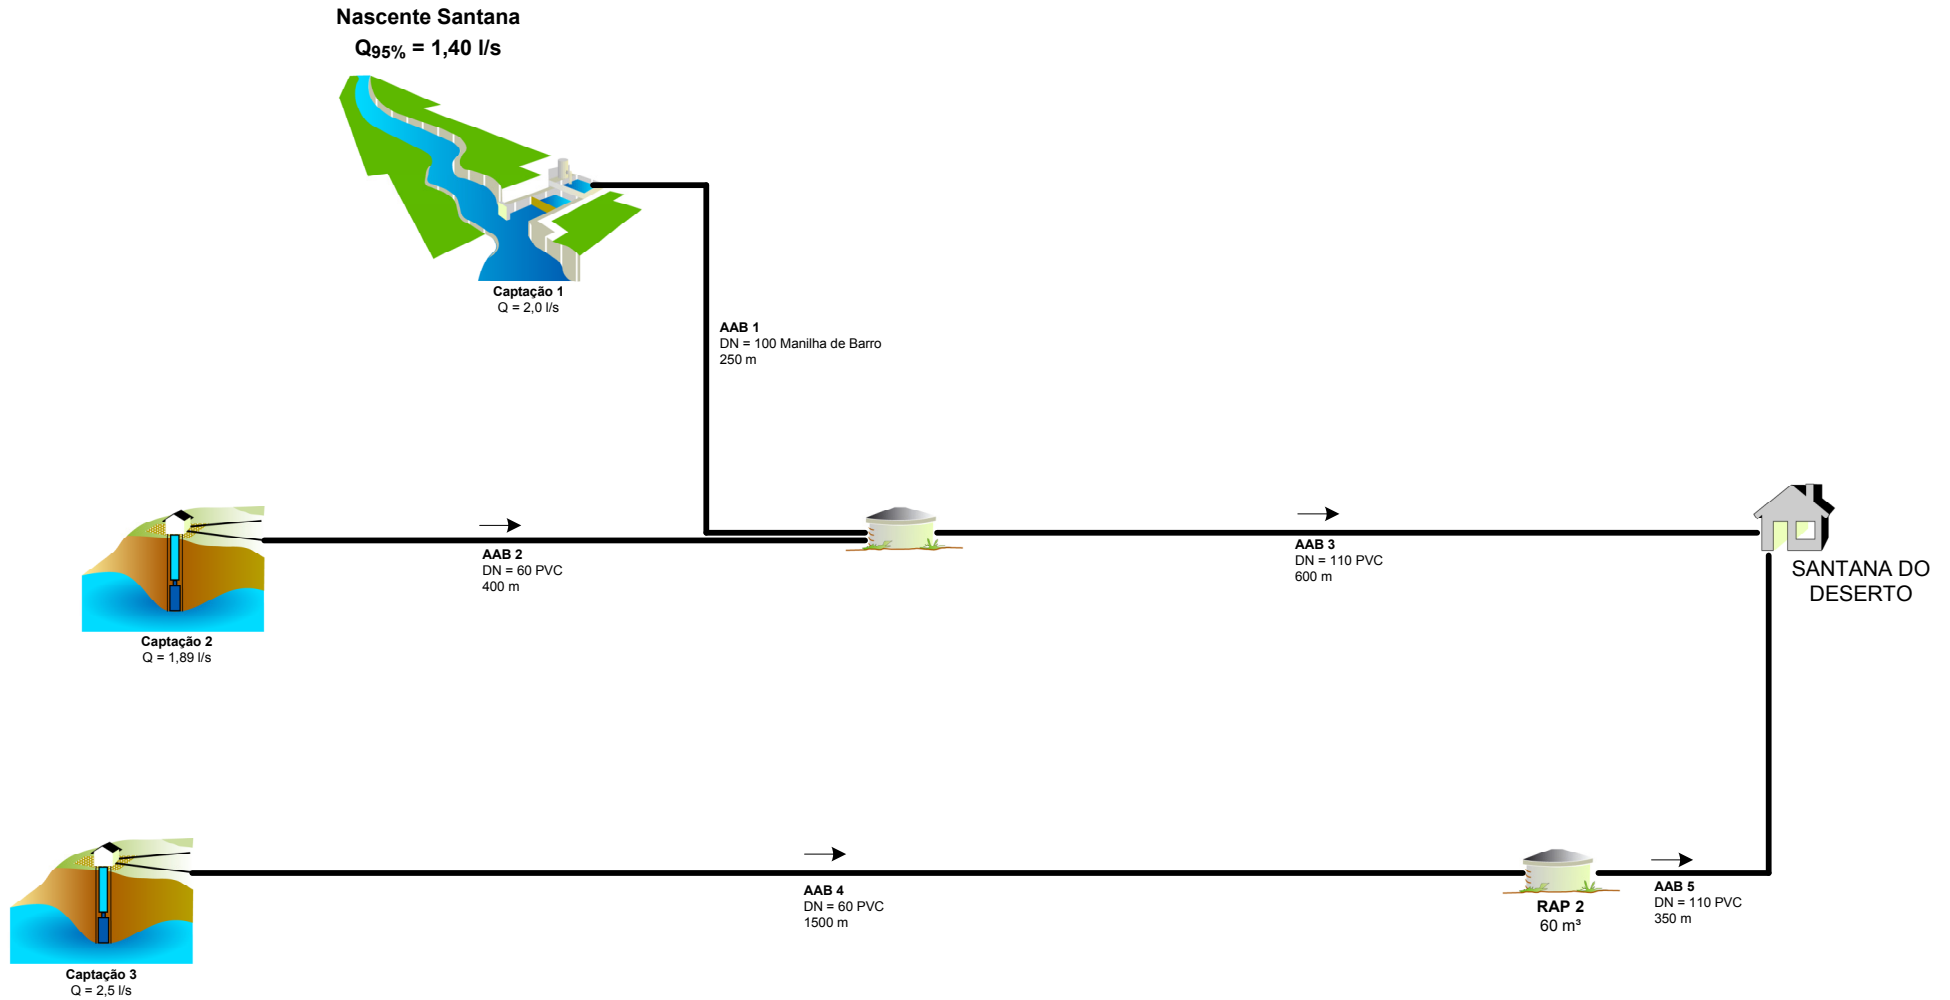 Nascente Santana
Q95% = 1,40 l/s
Captação 1
Q = 2,0 l/s
AAB 1
DN = 100 Manilha de Barro
250 m
AAB 2
DN = 60 PVC
400 m
AAB 3
DN = 110 PVC
600 m
SANTANA DO
DESERTO
Captação 2
Q = 1,89 l/s
AAB 4
DN = 60 PVC
1500 m
RAP 2
60 m³
AAB 5
DN = 110 PVC
350 m
Captação 3
Q = 2,5 l/s